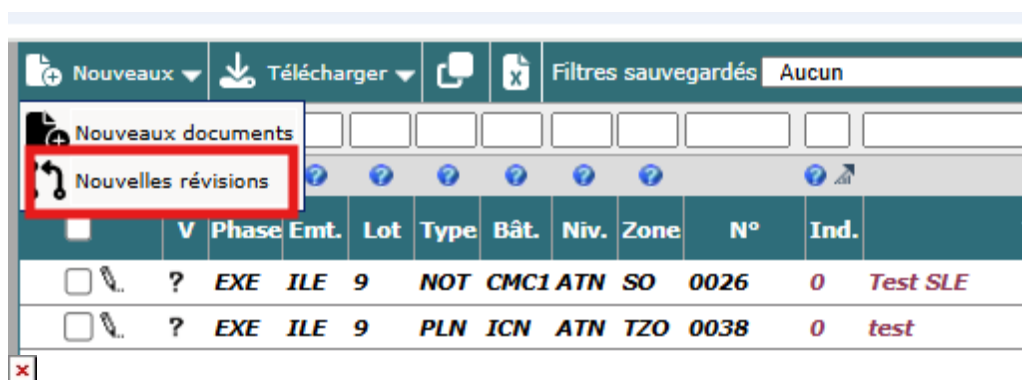 Nouveaux Télécharger Filtres sauvegardés Aucun
Nouveaux documents
Nouvelles révisions
V Phase Emt. Lot Type Bât. Niv. Zone N° Ind.
? EXE ILE 9 NOT CMC1 ATN SO 0026 0 Test SLE
? EXE ILE 9 PLN ICN ATN TZO 0038 0 test